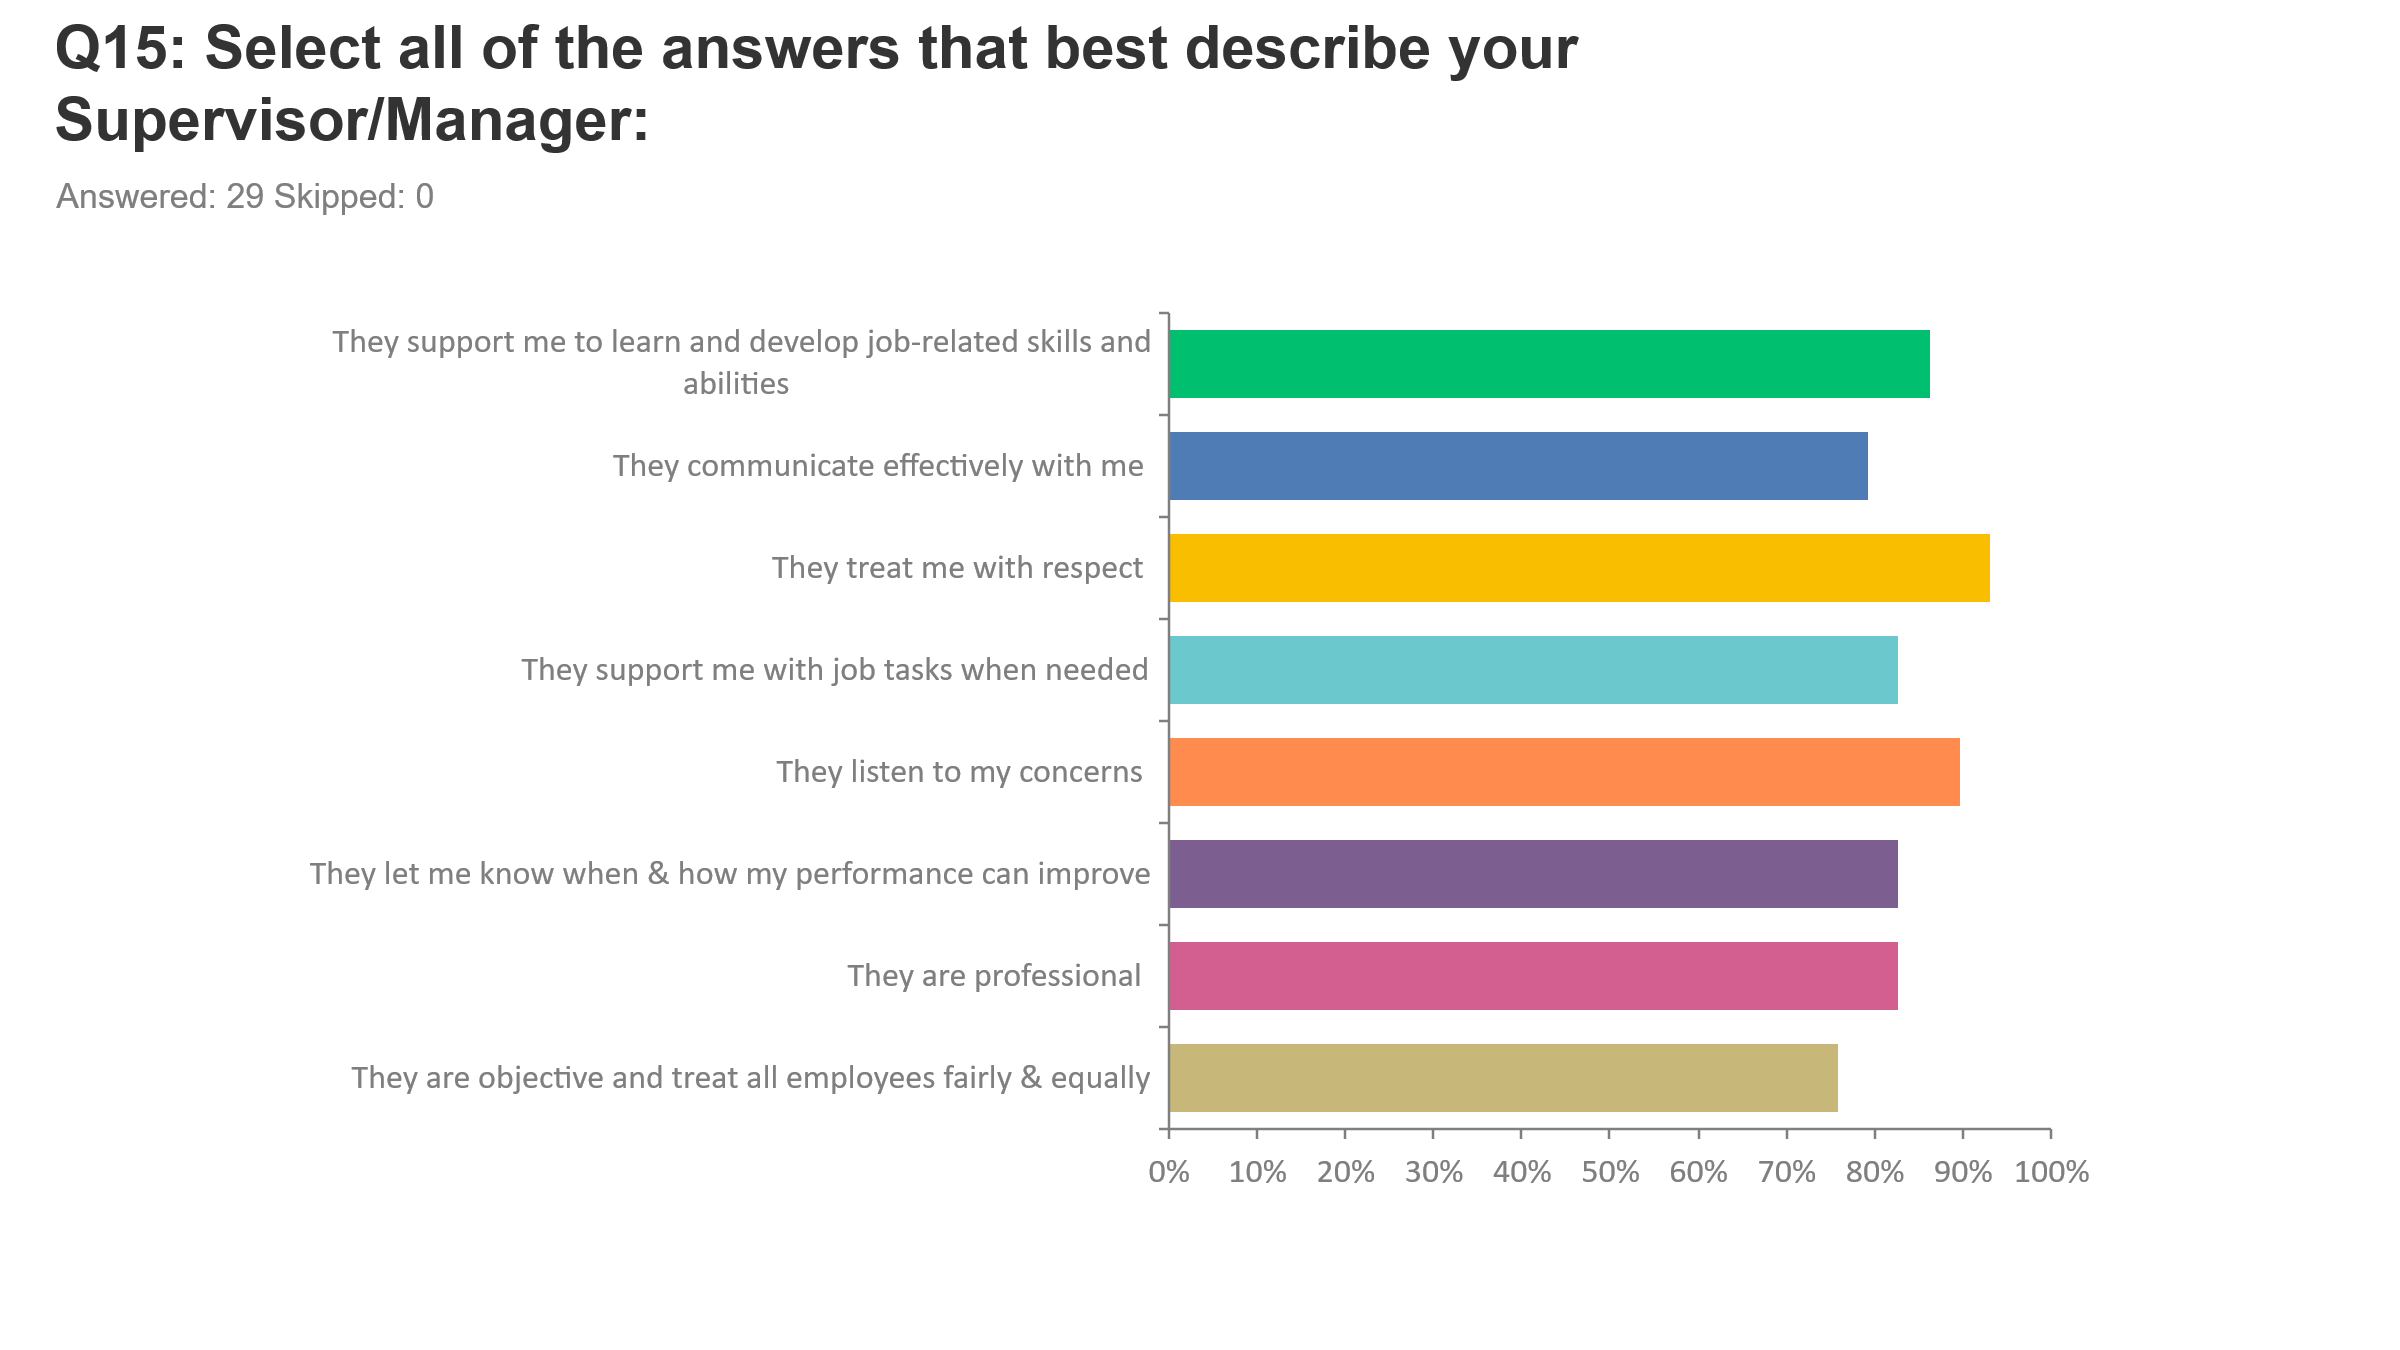 Q15: Select all of the answers that best describe your
Supervisor/Manager:
Answered: 29 Skipped: 0
They support me to learn and develop job-related skills and
abilities
They communicate effectively with me
They treat me with respect
They support me with job tasks when needed
They listen to my concerns
They let me know when & how my performance can improve
They are professional
They are objective and treat all employees fairly & equally
0% 10% 20% 30% 40% 50% 60% 70% 80% 90% 100%